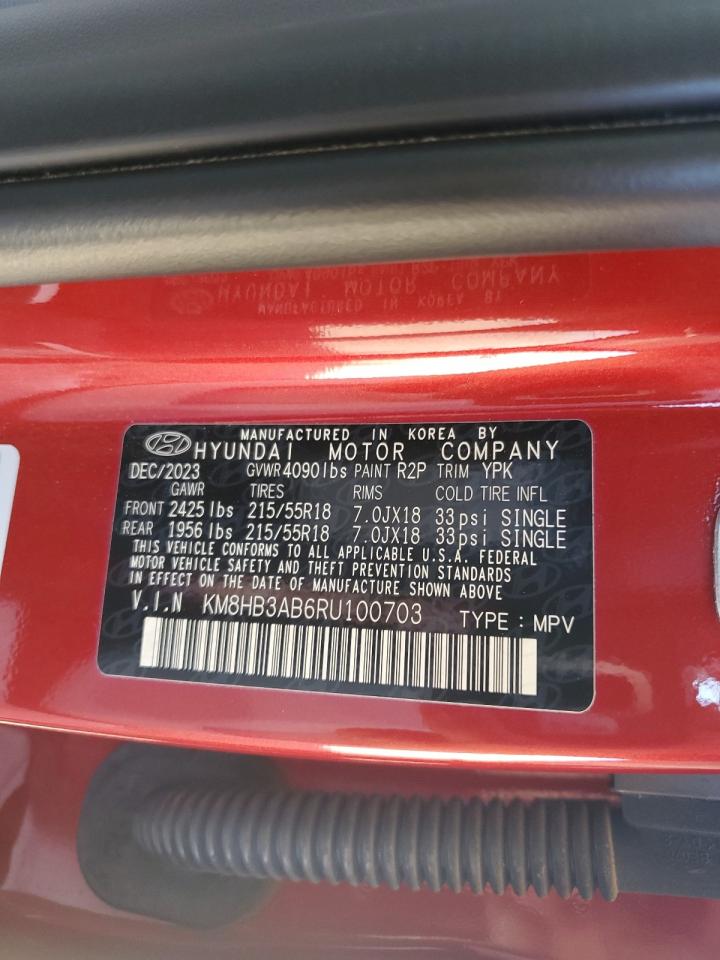 MANUFACTURED IN KOREA BY
HYUNDAI MOTOR COMPANY
DEC/2023 GVWR 4090lbs PAINT R2P TRIM YPK
GAWR TIRES RIMS COLD TIRE INFL
FRONT 2425lbs 215/55R18 7.0JX18 33psi SINGLE
REAR 1956lbs 215/55R18 7.0JX18 33psi SINGLE
THIS VEHICLE CONFORMS TO ALL APPLICABLE U.S.A. FEDERAL
MOTOR VEHICLE SAFETY AND THEFT PREVENTION STANDARDS
IN EFFECT ON THE DATE OF MANUFACTURE SHOWN ABOVE
V.I.N KM8HB3AB6RU100703 TYPE : MPV